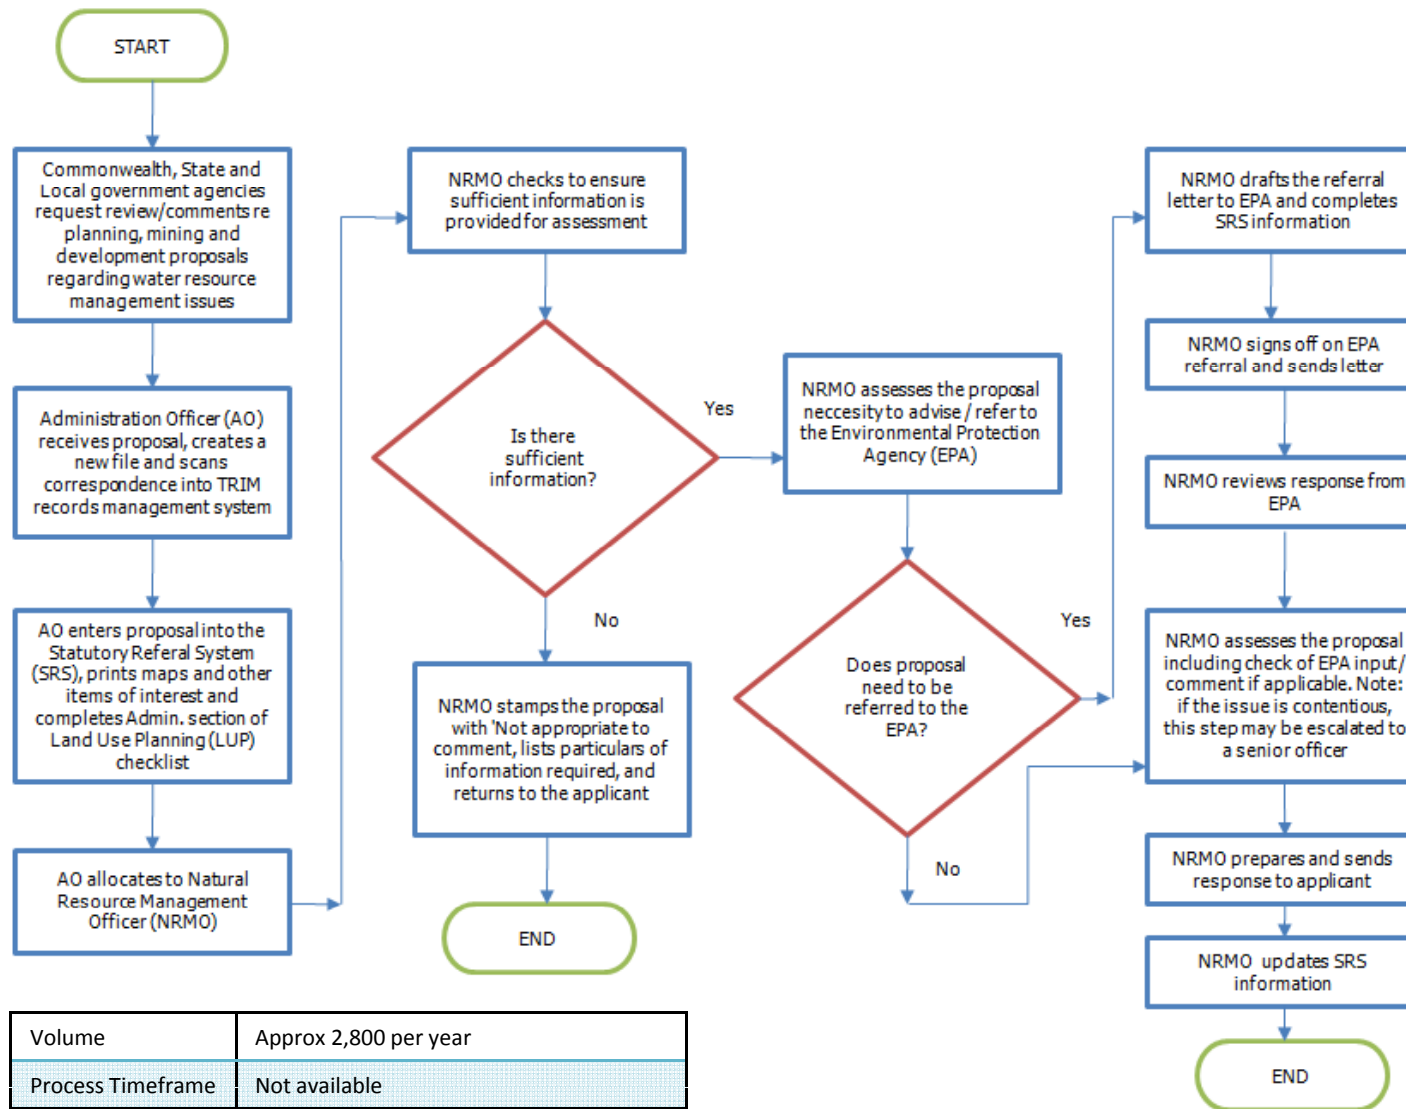 START
Commonwealth, State and
Local government agencies
request review/comments re
planning, mining and
development proposals
regarding water resource
management issues
Administration Officer (AO)
receives proposal, creates a
new file and scans
correspondence into TRIM
records management system
AO enters proposal into the
Statutory Referal System
(SRS), prints maps and other
items of interest and
completes Admin. section of
Land Use Planning (LUP)
checklist
AO allocates to Natural
Resource Management
Officer (NRMO)
NRMO checks to ensure
sufficient information is
provided for assessment
Is there
sufficient
information?
Yes
No
NRMO stamps the proposal
with 'Not appropriate to
comment, lists particulars of
information required, and
returns to the applicant
END
NRMO assesses the proposal
neccesity to advise / refer to
the Environmental Protection
Agency (EPA)
Does proposal
need to be
referred to the
EPA?
Yes
No
NRMO drafts the referral
letter to EPA and completes
SRS information
NRMO signs off on EPA
referral and sends letter
NRMO reviews response from
EPA
NRMO assesses the proposal
including check of EPA input/
comment if applicable. Note:
if the issue is contentious,
this step may be escalated to
a senior officer
NRMO prepares and sends
response to applicant
NRMO updates SRS
information
END
Volume Approx 2,800 per year
Process Timeframe Not available